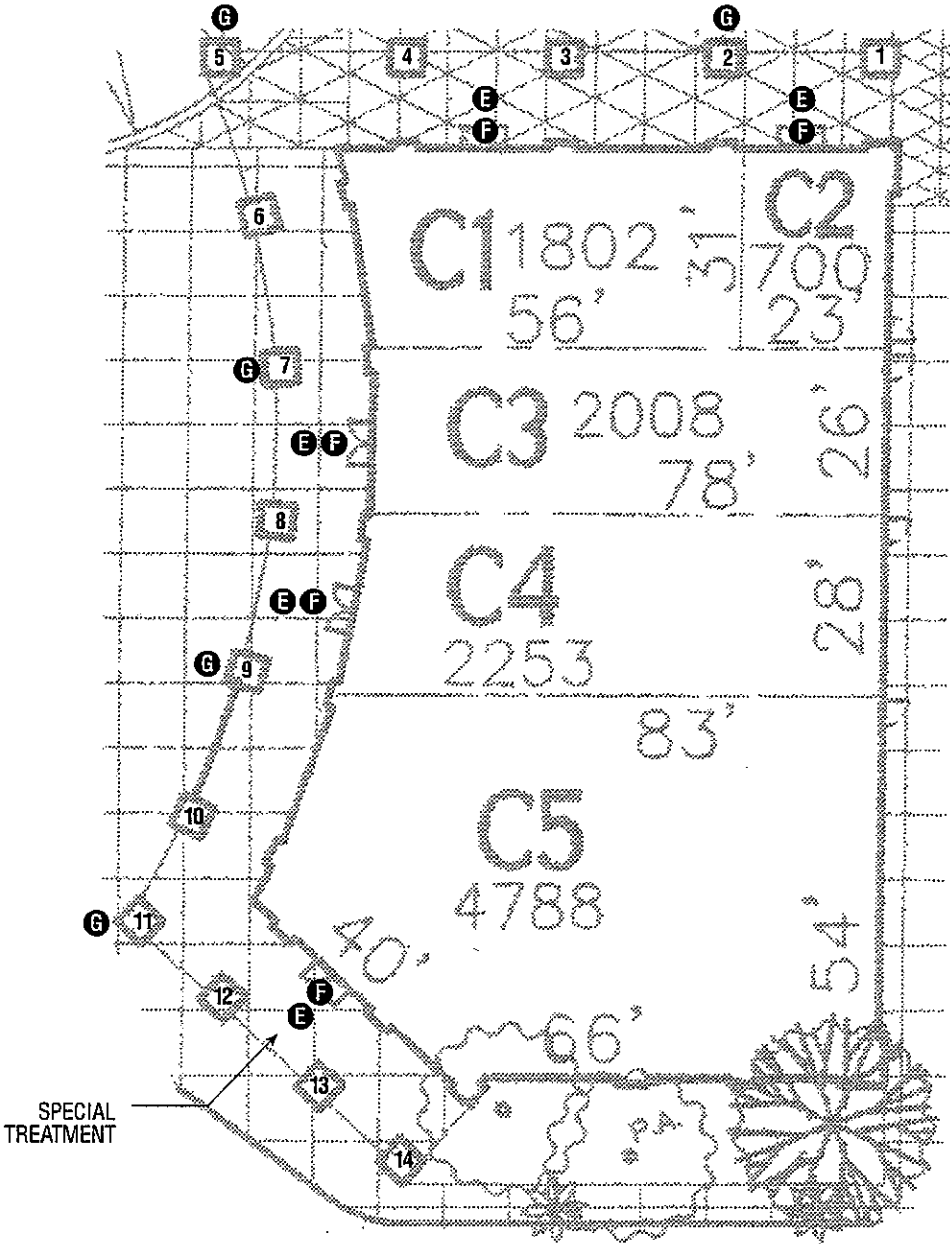 G G
5 4 3 2 1
E E
F F
6
C1 1802
56'
31'
C2
700
23'
G 7
E F
C3 2008
78'
26'
8
E F
C4
2253
28'
G 9
83'
10
C5
4788
G 11
40'
54'
12
F
E
66'
13
SPECIAL
TREATMENT
P.A.
14